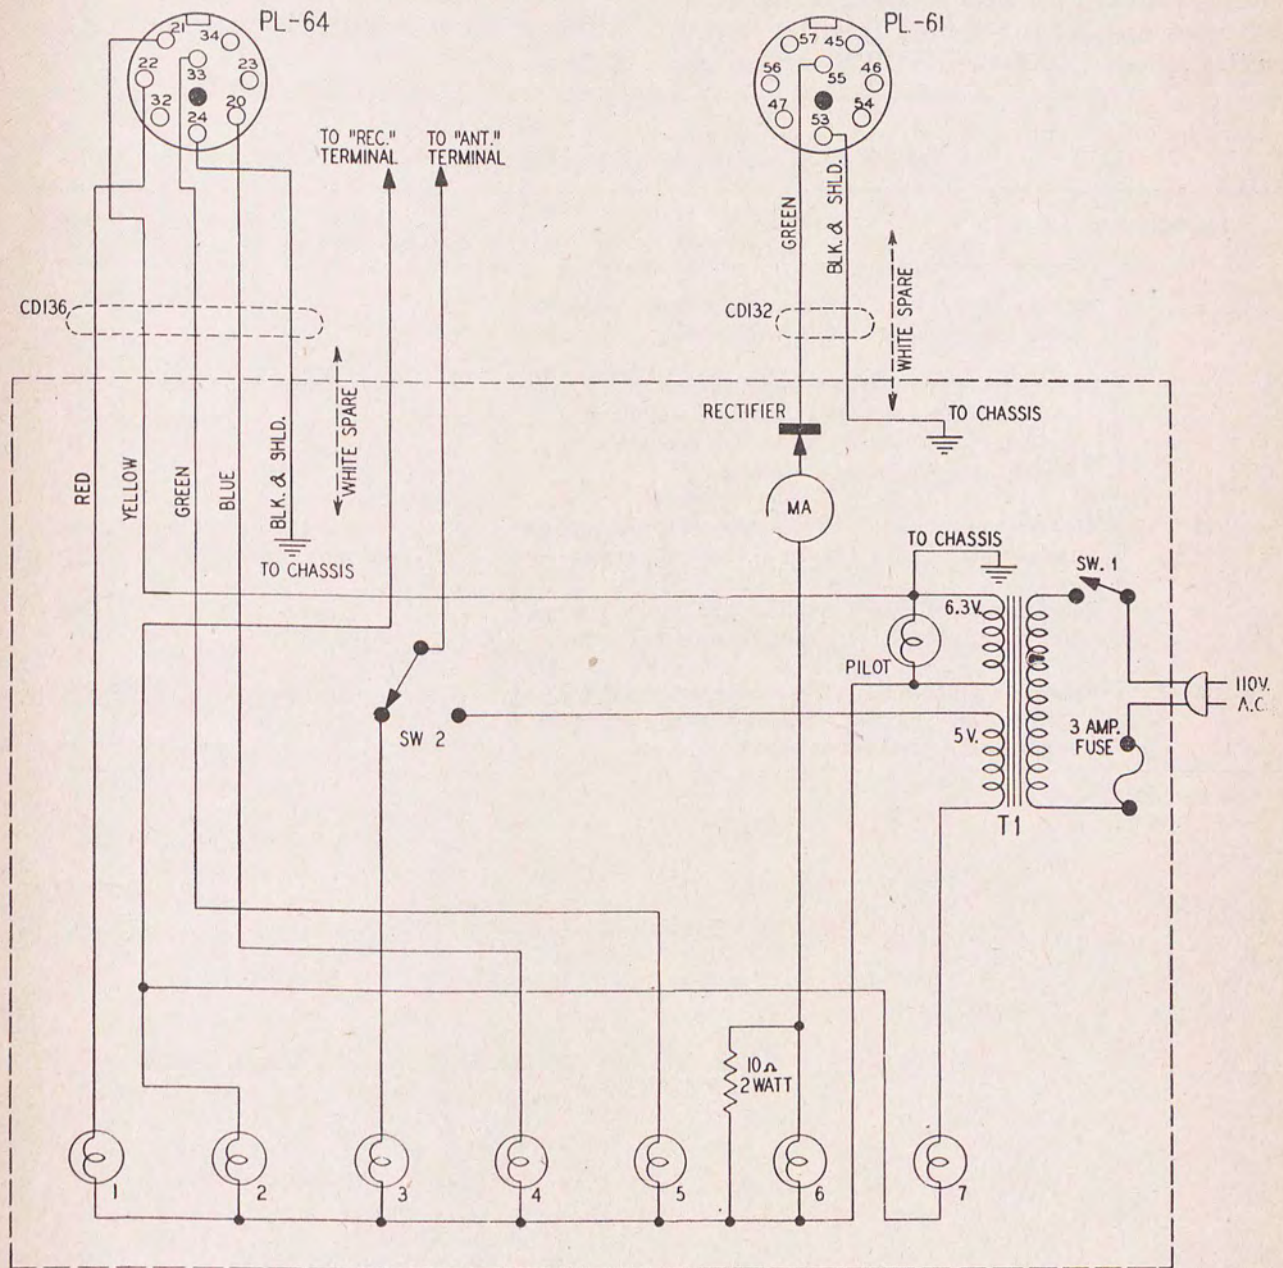 PL-64
21
34
22
33
23
32
24
20
PL-61
57
45
56
55
46
47
53
54
TO "REC."
TERMINAL
TO "ANT."
TERMINAL
GREEN
BLK. & SHLD.
WHITE SPARE
CD136
CD132
RECTIFIER
TO CHASSIS
RED
YELLOW
GREEN
BLUE
BLK. & SHLD.
WHITE SPARE
TO CHASSIS
MA
TO CHASSIS
SW. 1
6.3V.
PILOT
110V.
A.C.
SW 2
5V.
3 AMP.
FUSE
T1
10Ω
2 WATT
1
2
3
4
5
6
7